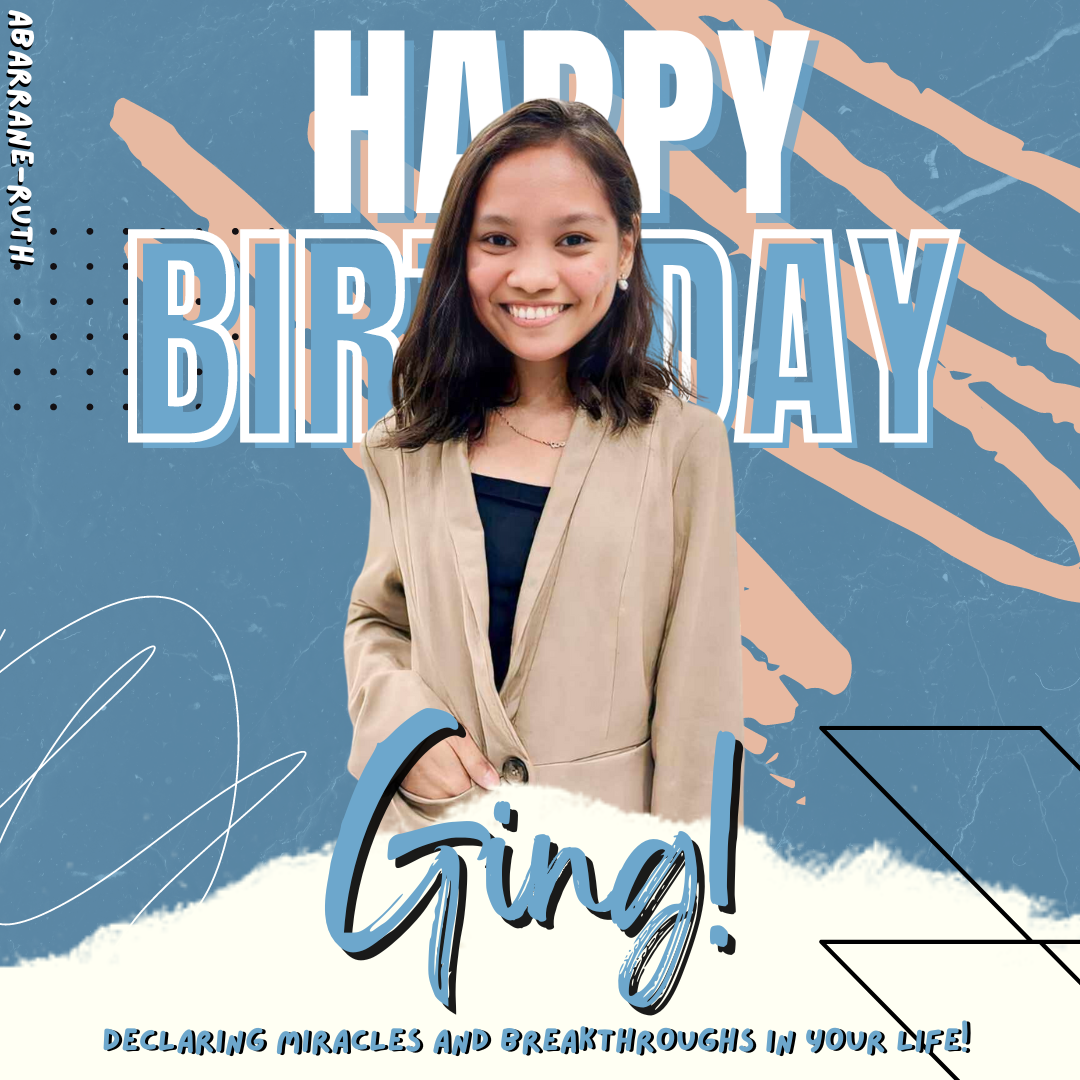 ABARRANE-RUTH
HAPPY
BIRTHDAY
Ging!
DECLARING MIRACLES AND BREAKTHROUGHS IN YOUR LIFE!